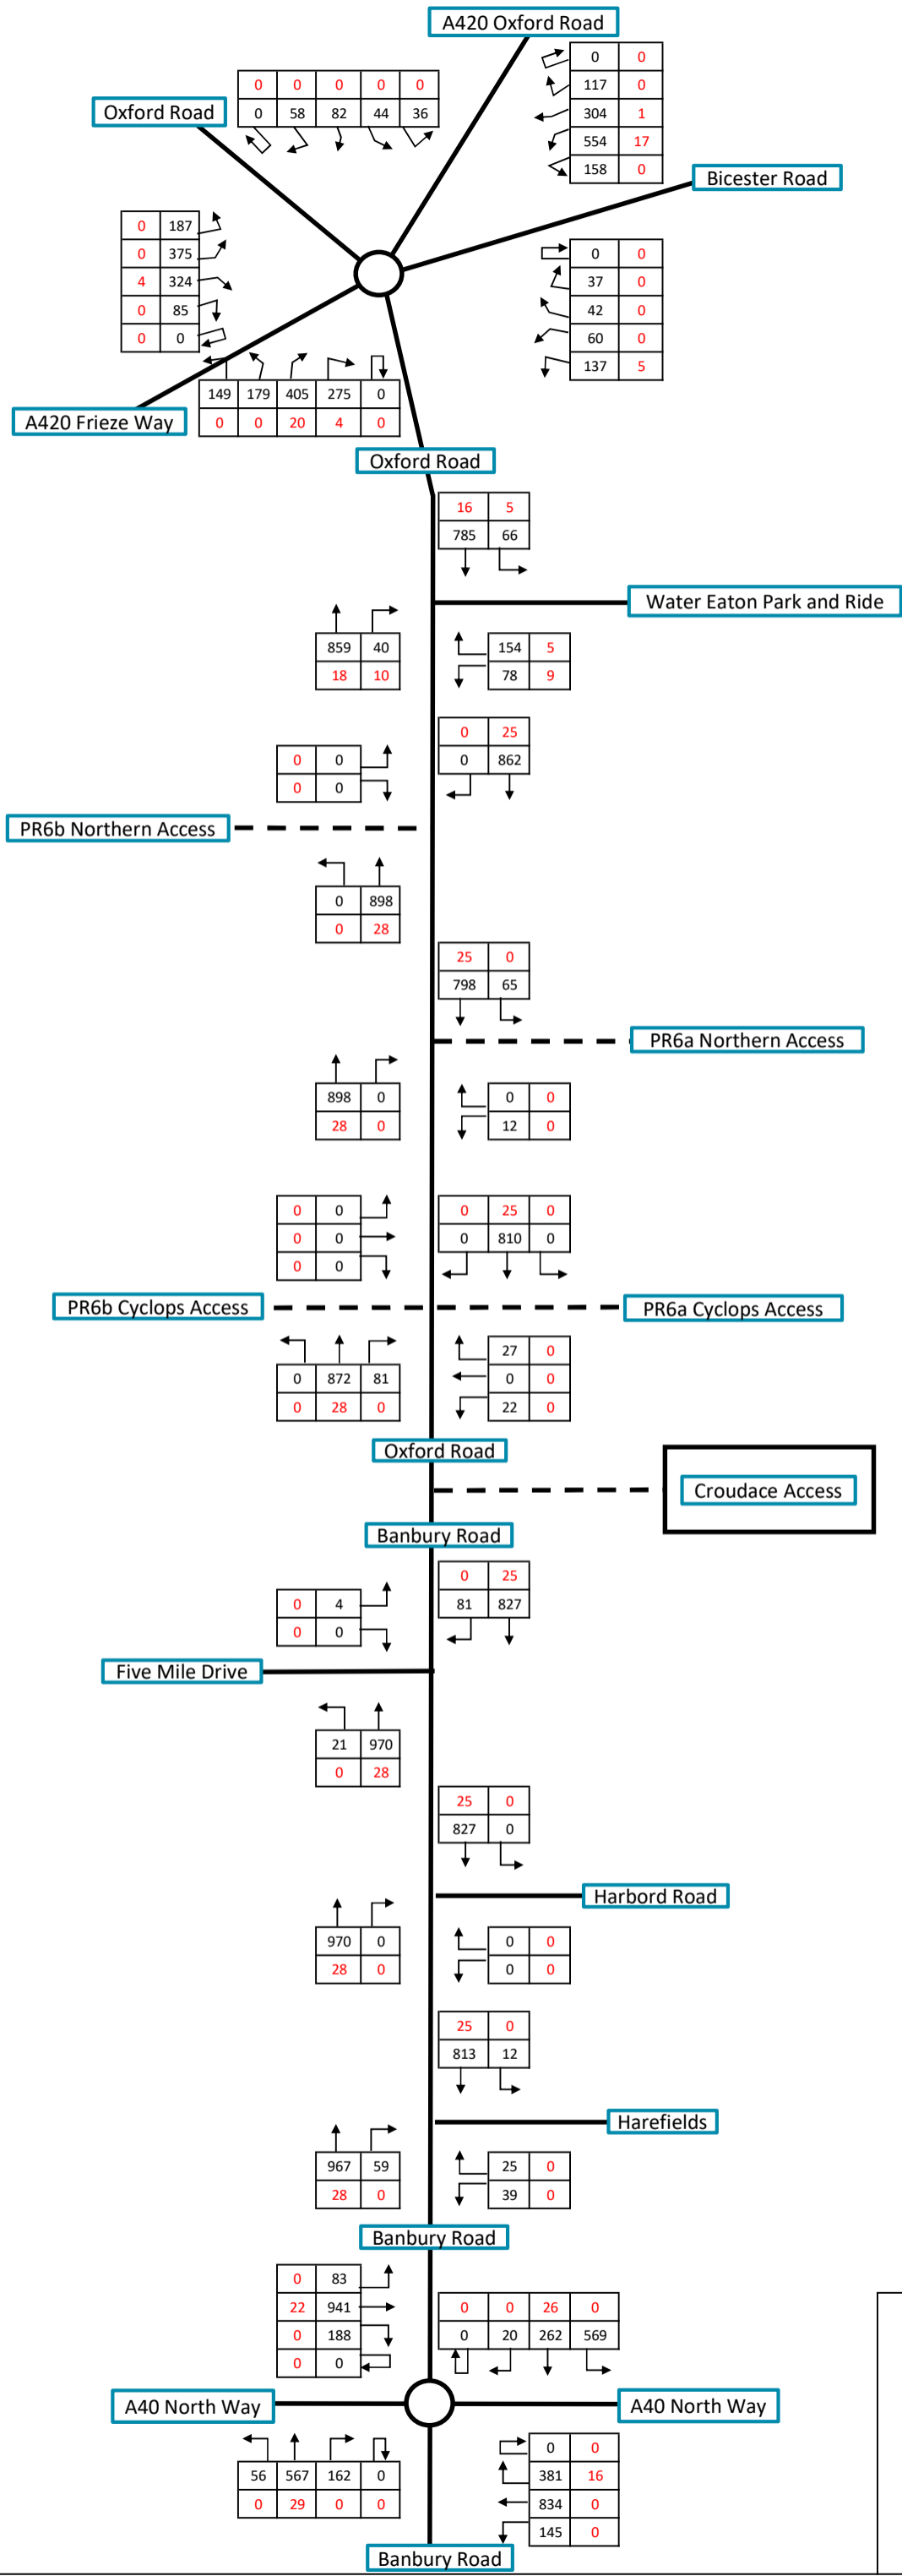 A420 Oxford Road
0 0
117 0
304 1
554 17
158 0
0 0 0 0 0
0 58 82 44 36
Oxford Road
Bicester Road
0 187
0 375
4 324
0 85
0 0
0 0
37 0
42 0
60 0
137 5
149 179 405 275 0
0 0 20 4 0
A420 Frieze Way
Oxford Road
16 5
785 66
Water Eaton Park and Ride
859 40
18 10
154 5
78 9
0 25
0 862
0 0
0 0
PR6b Northern Access
0 898
0 28
25 0
798 65
PR6a Northern Access
898 0
28 0
0 0
12 0
0 0
0 0
0 0
0 25 0
0 810 0
PR6b Cyclops Access
PR6a Cyclops Access
0 872 81
0 28 0
27 0
0 0
22 0
Oxford Road
Croudace Access
Banbury Road
0 25
81 827
0 4
0 0
Five Mile Drive
21 970
0 28
25 0
827 0
Harbord Road
970 0
28 0
0 0
0 0
25 0
813 12
Harefields
967 59
28 0
25 0
39 0
Banbury Road
0 83
22 941
0 188
0 0
0 0 26 0
0 20 262 569
A40 North Way
A40 North Way
56 567 162 0
0 29 0 0
0 0
381 16
834 0
145 0
Banbury Road